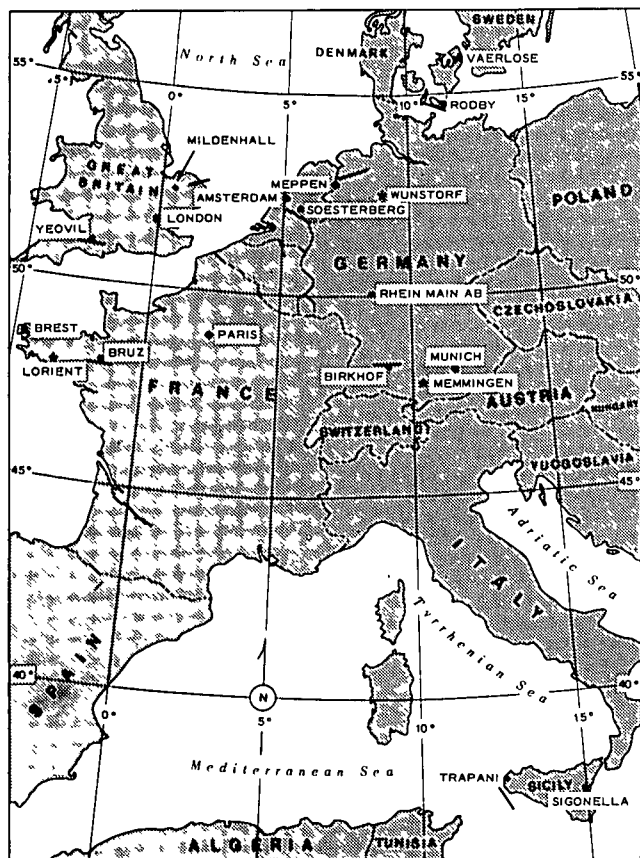 SWEDEN
North Sea
DENMARK
VAERLOSE
55°
55°
5°
0°
5°
10°
15°
RODBY
MILDENHALL
GREAT
BRITAIN
MEPPEN
AMSTERDAM
WUNSTORF
POLAND
LONDON
SOESTERBERG
YEOVIL
GERMANY
50°
50°
RHEIN MAIN AB
CZECHOSLOVAKIA
BREST
PARIS
BRUZ
MUNICH
LORIENT
BIRKHOF
MEMMINGEN
FRANCE
AUSTRIA
HUNGARY
SWITZERLAND
YUGOSLAVIA
45°
45°
Adriatic Sea
ITALY
Tyrrhenian Sea
SPAIN
40°
N
40°
0°
5°
10°
15°
Mediterranean Sea
TRAPANI
SICILY
SIGONELLA
ALGERIA
TUNISIA